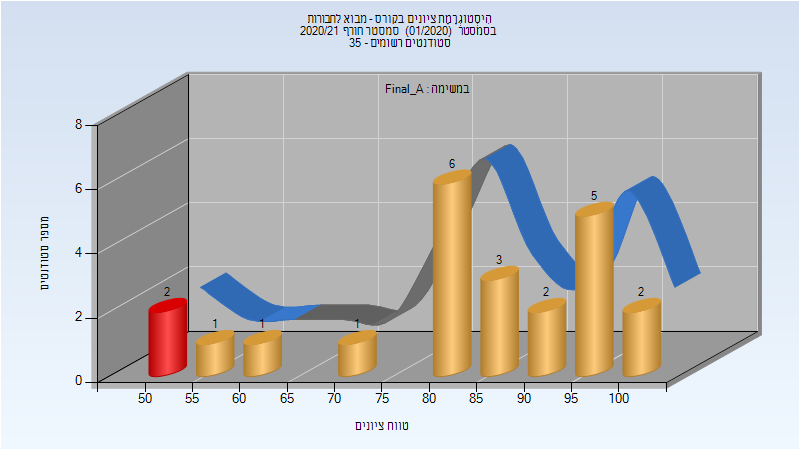 היסטוגרמת ציונים בקורס - מבוא לחבורות
בסמסטר (01/2020) סמסטר חורף 2020/21
סטודנטים רשומים - 35
במשימה : Final_A
מספר סטודנטים
8
6
4
2
0
2
1
1
1
6
3
2
5
2
50 55 60 65 70 75 80 85 90 95 100
טווח ציונים